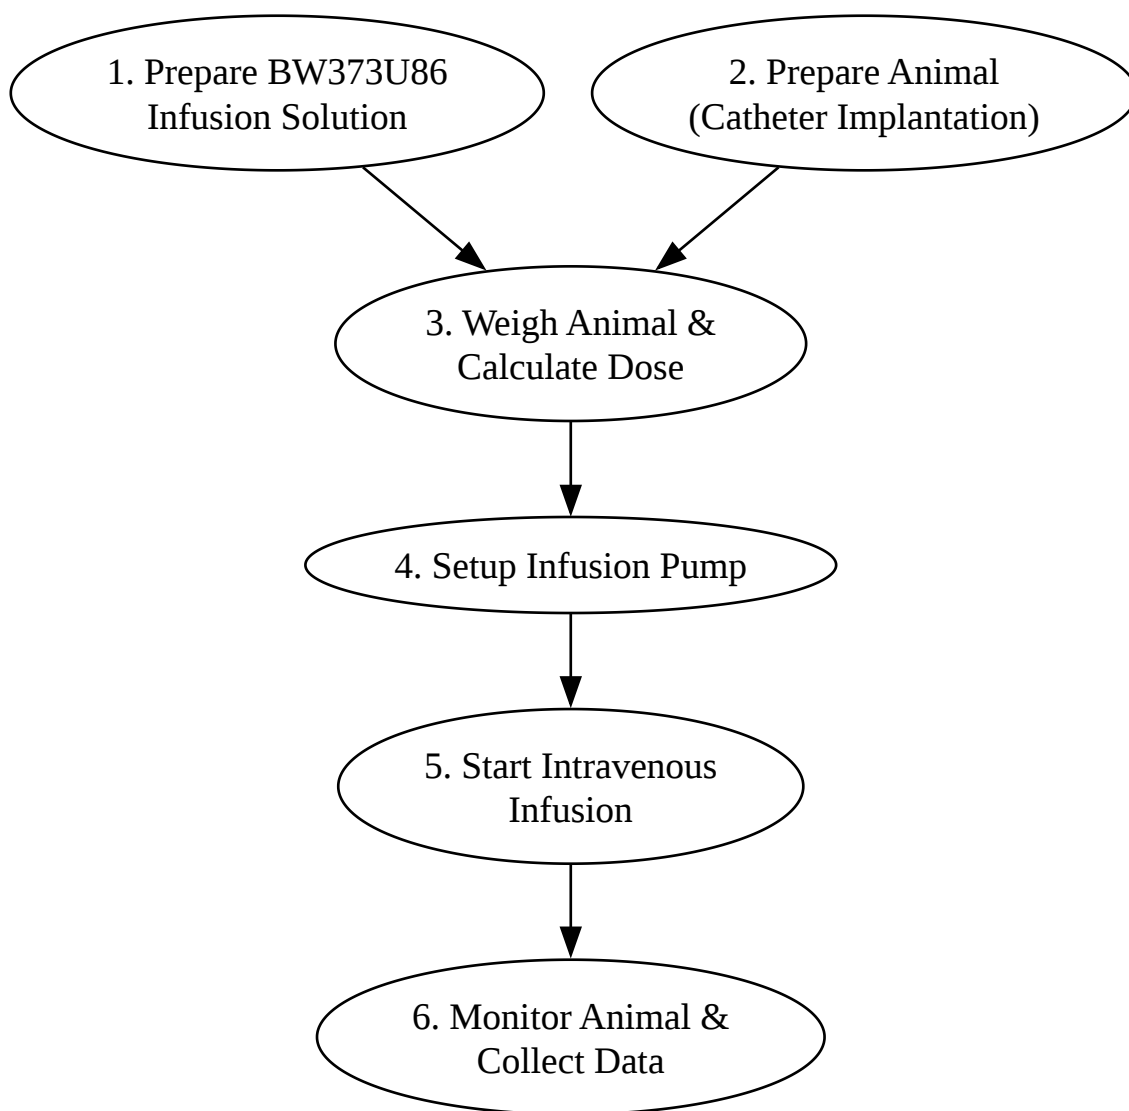 1. Prepare BW373U86
Infusion Solution
2. Prepare Animal
(Catheter Implantation)
3. Weigh Animal &
Calculate Dose
4. Setup Infusion Pump
5. Start Intravenous
Infusion
6. Monitor Animal &
Collect Data